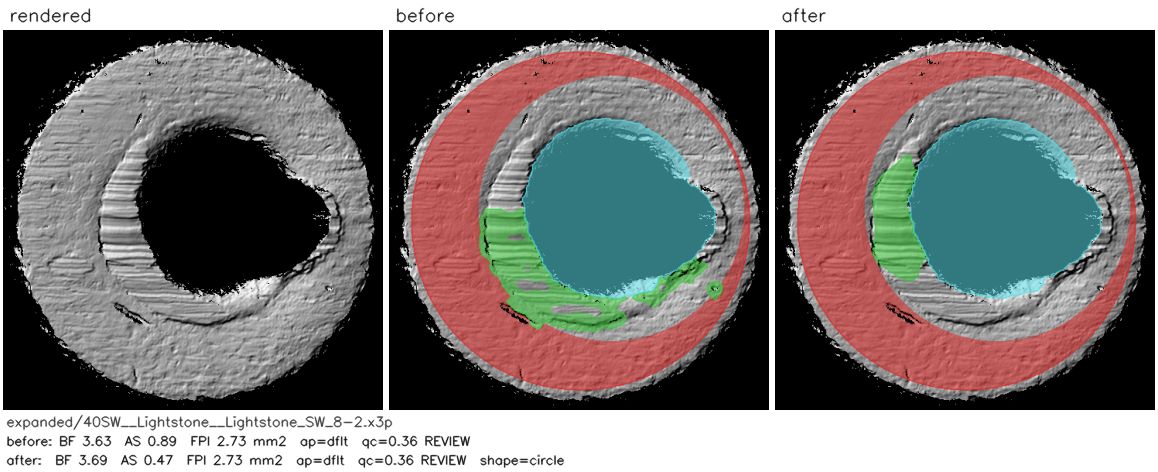 rendered
before
after
expanded/40SW__Lightstone__Lightstone_SW_8-2.x3p
before: BF 3.63 AS 0.89 FPI 2.73 mm2 ap=dflt qc=0.36 REVIEW
after: BF 3.69 AS 0.47 FPI 2.73 mm2 ap=dflt qc=0.36 REVIEW shape=circle